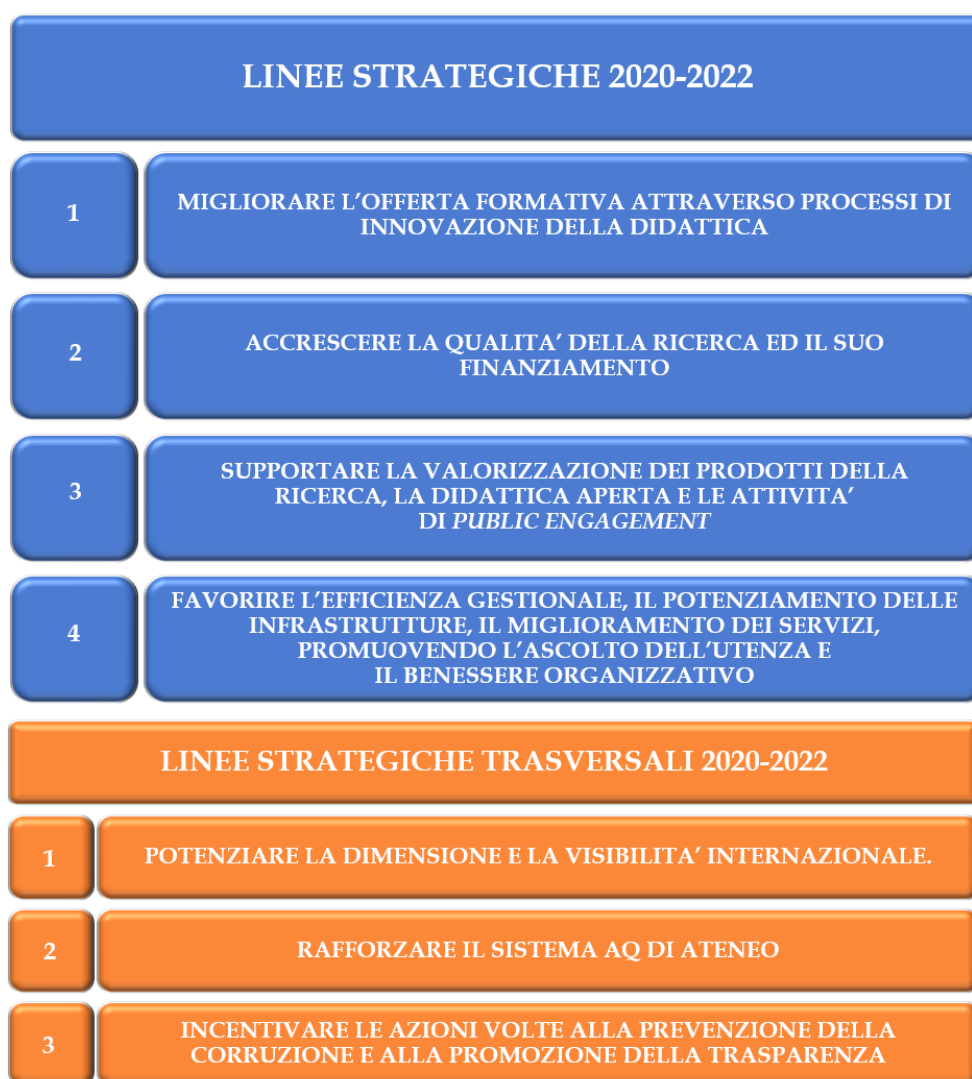 LINEE STRATEGICHE 2020-2022
1
MIGLIORARE L’OFFERTA FORMATIVA ATTRAVERSO PROCESSI DI
INNOVAZIONE DELLA DIDATTICA
2
ACCRESCERE LA QUALITA’ DELLA RICERCA ED IL SUO
FINANZIAMENTO
3
SUPPORTARE LA VALORIZZAZIONE DEI PRODOTTI DELLA
RICERCA, LA DIDATTICA APERTA E LE ATTIVITA’
DI PUBLIC ENGAGEMENT
4
FAVORIRE L’EFFICIENZA GESTIONALE, IL POTENZIAMENTO DELLE
INFRASTRUTTURE, IL MIGLIORAMENTO DEI SERVIZI,
PROMUOVENDO L’ASCOLTO DELL’UTENZA E
IL BENESSERE ORGANIZZATIVO
LINEE STRATEGICHE TRASVERSALI 2020-2022
1
POTENZIARE LA DIMENSIONE E LA VISIBILITA’ INTERNAZIONALE.
2
RAFFORZARE IL SISTEMA AQ DI ATENEO
3
INCENTIVARE LE AZIONI VOLTE ALLA PREVENZIONE DELLA
CORRUZIONE E ALLA PROMOZIONE DELLA TRASPARENZA